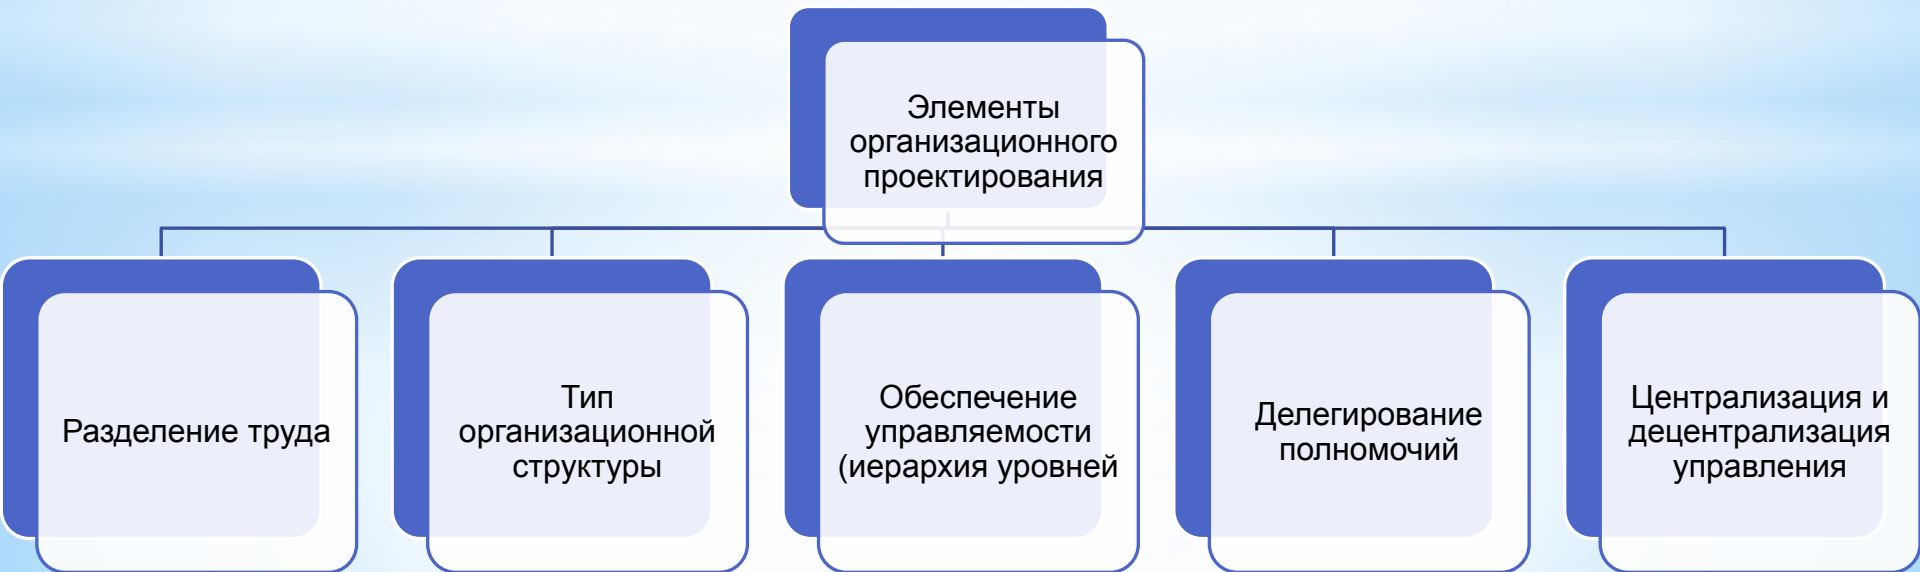 Элементы
организационного
проектирования
Разделение труда
Тип
организационной
структуры
Обеспечение
управляемости
(иерархия уровней
Делегирование
полномочий
Централизация и
децентрализация
управления